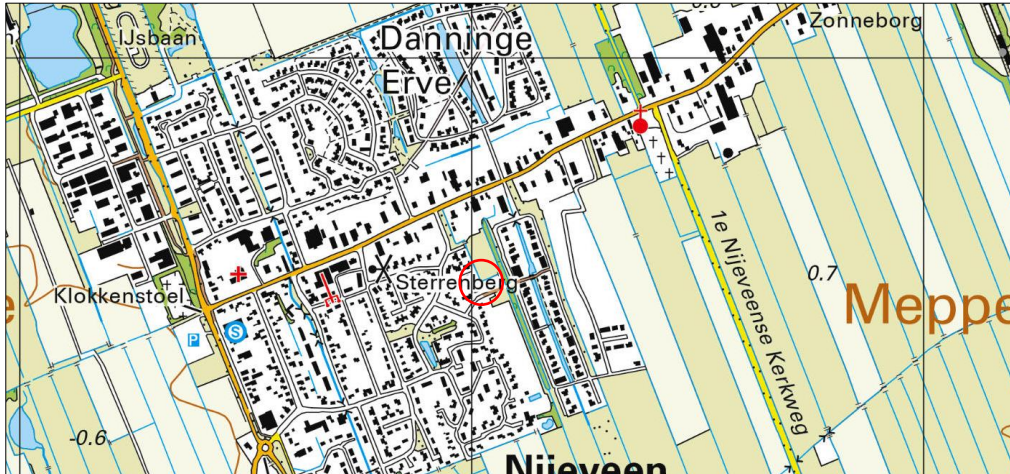 IJsbaan
Danninge
Erve
Zonneborg
Klokkenstoel
Sterrenberg
P
S
1e Nijeveense Kerkweg
0.7
Meppe
-0.6
Nijeveen